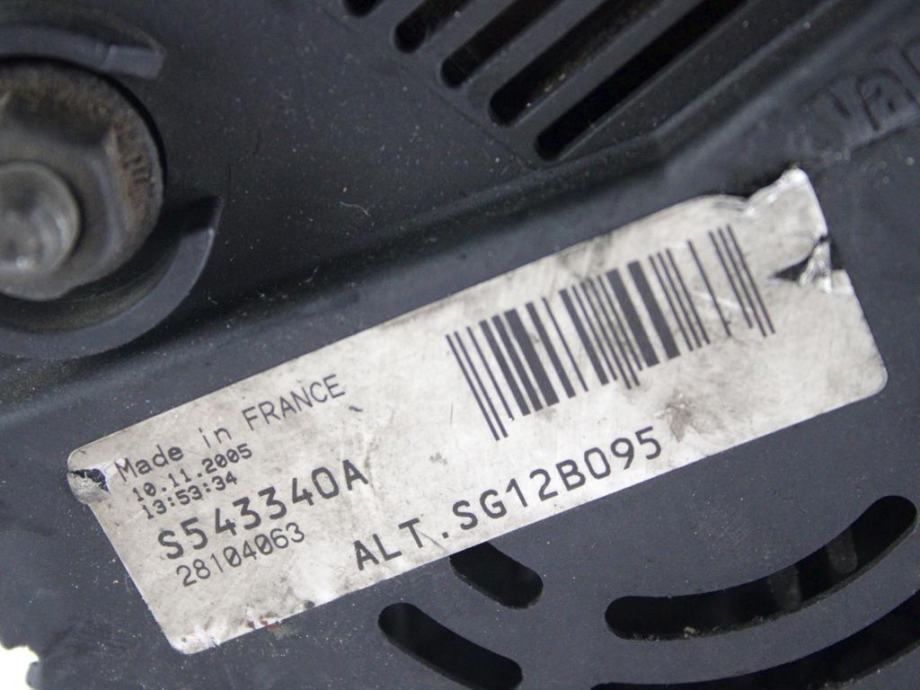 Made in FRANCE
10.11.2005
13:53:34
S543340A
28104063
ALT.SG12B095